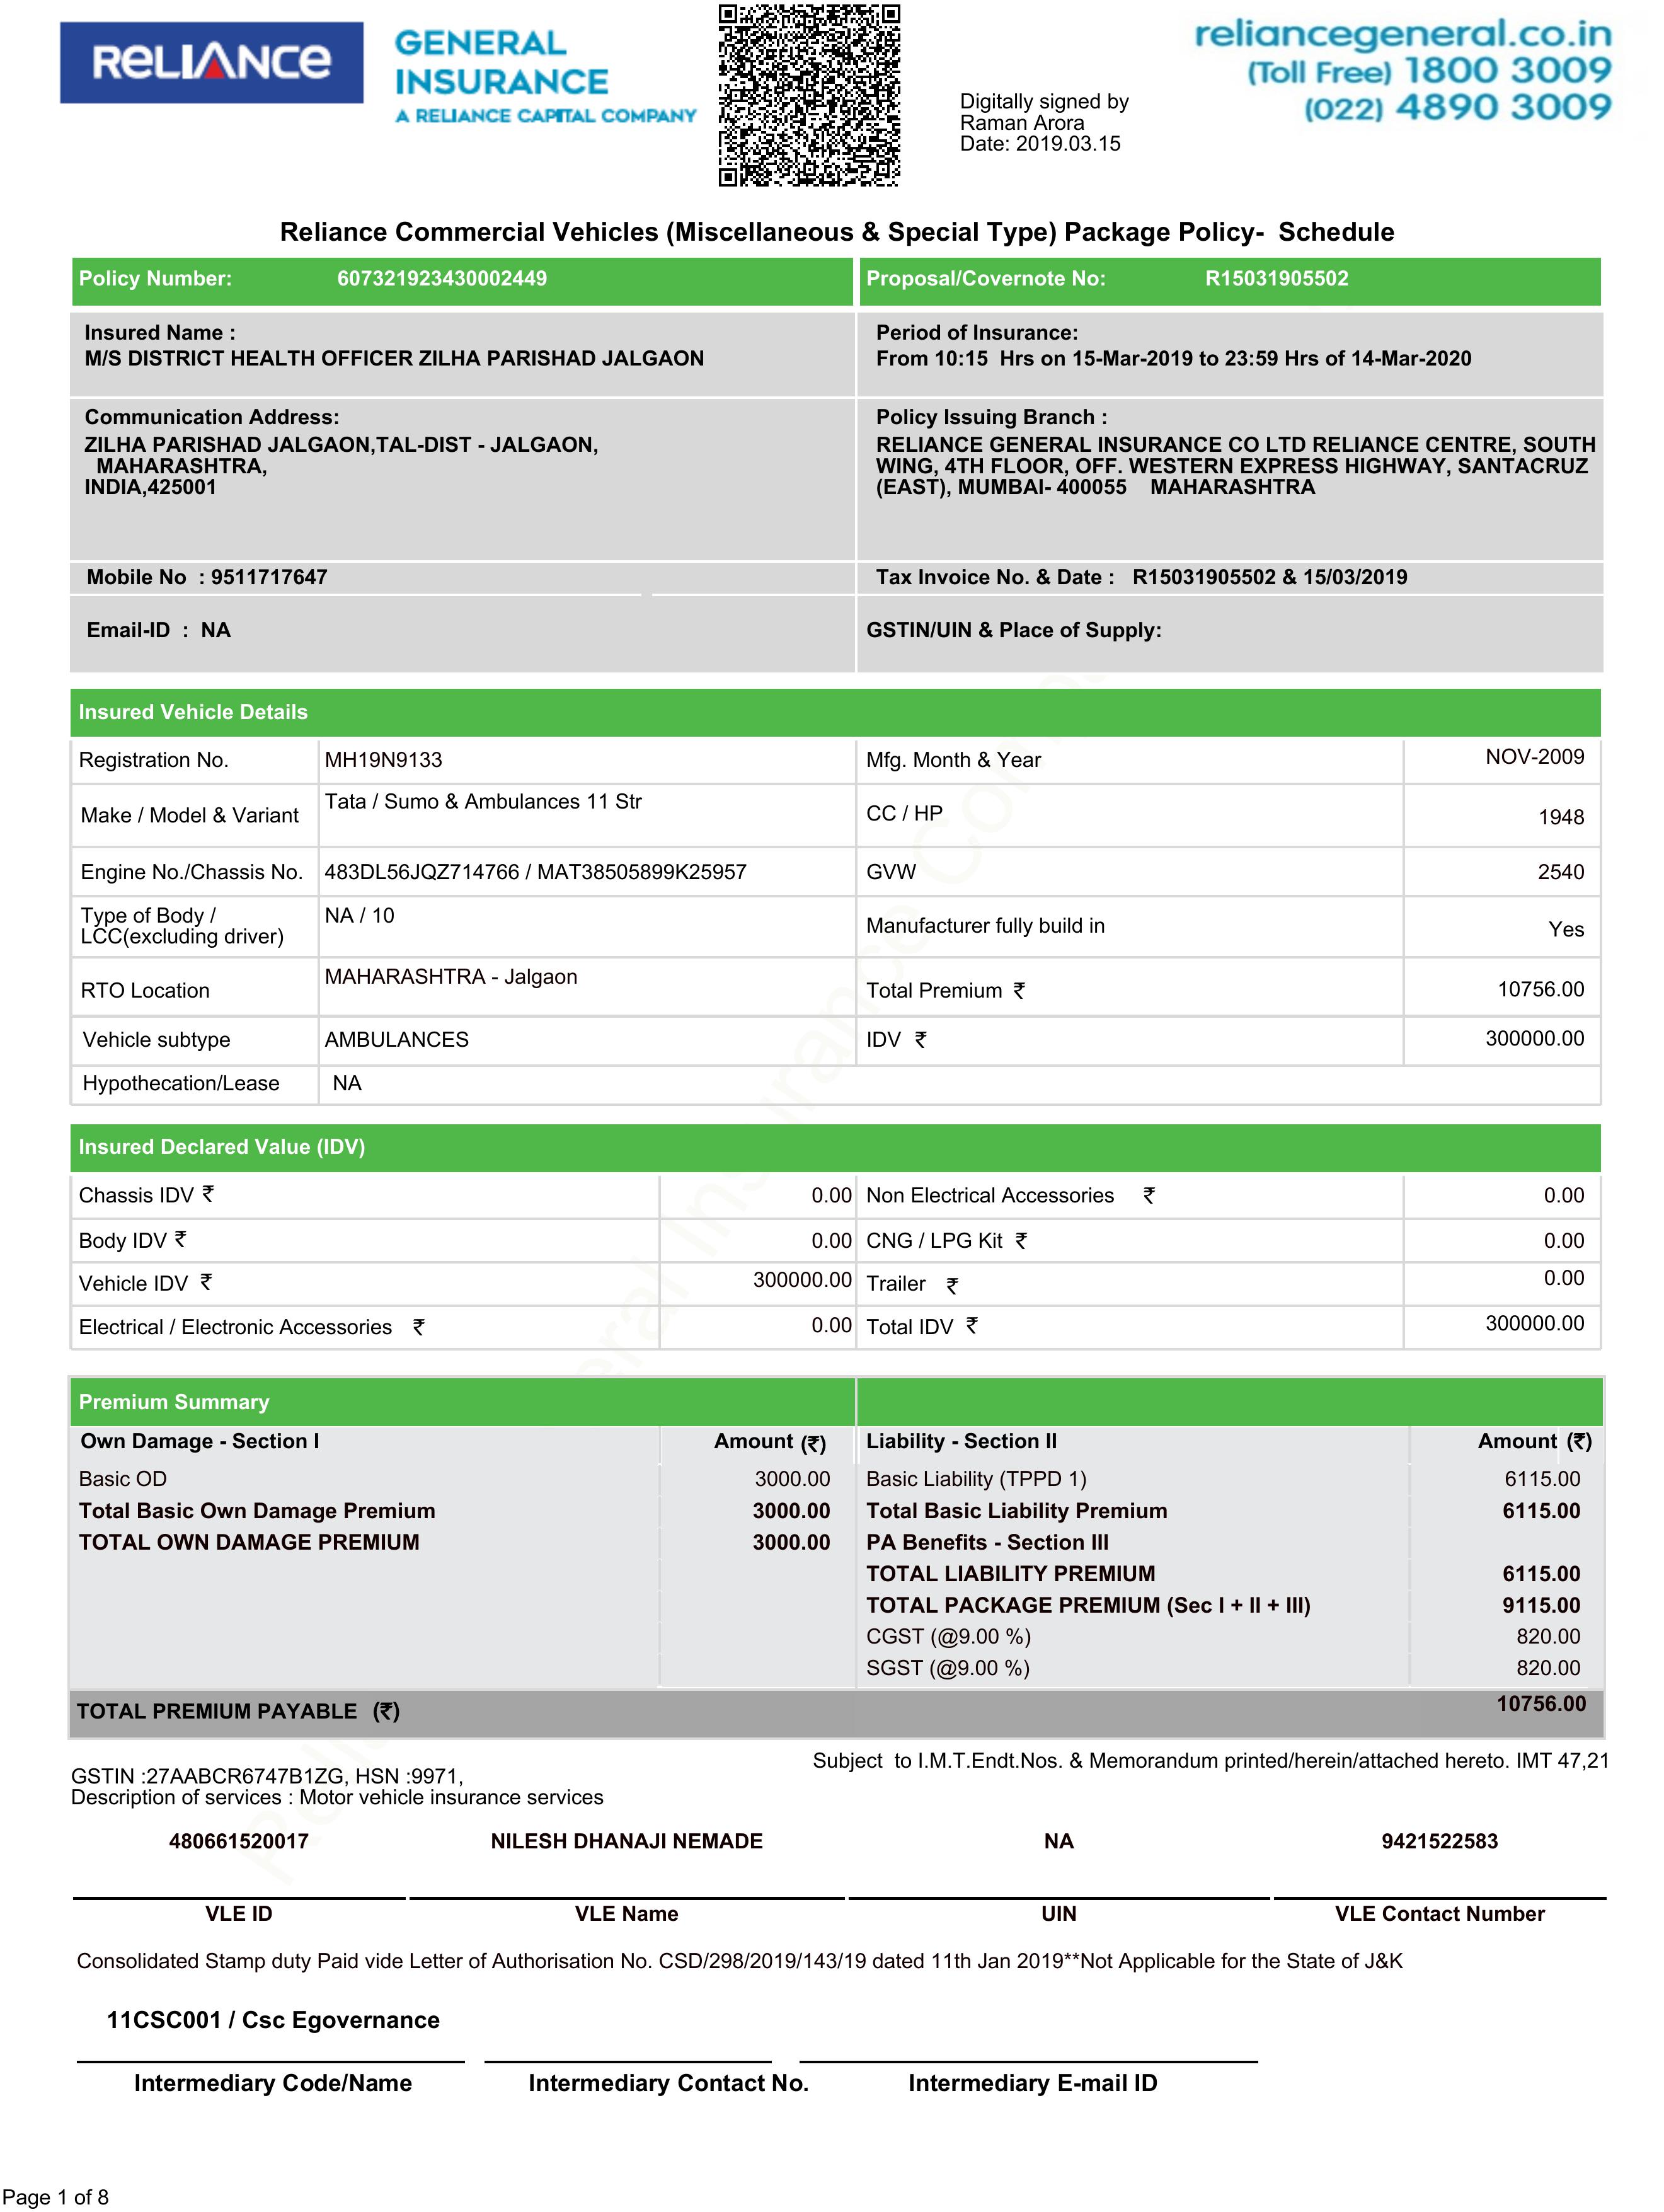 RELIANCE
GENERAL
INSURANCE
A RELIANCE CAPITAL COMPANY
Digitally signed by
Raman Arora
Date: 2019.03.15
reliancegeneral.co.in
(Toll Free) 1800 3009
(022) 4890 3009
Reliance Commercial Vehicles (Miscellaneous & Special Type) Package Policy- Schedule
Policy Number: 607321923430002449 Proposal/Covernote No: R15031905502
Insured Name :
M/S DISTRICT HEALTH OFFICER ZILHA PARISHAD JALGAON
Period of Insurance:
From 10:15 Hrs on 15-Mar-2019 to 23:59 Hrs of 14-Mar-2020
Communication Address:
ZILHA PARISHAD JALGAON,TAL-DIST - JALGAON,
MAHARASHTRA,
INDIA,425001
Policy Issuing Branch :
RELIANCE GENERAL INSURANCE CO LTD RELIANCE CENTRE, SOUTH
WING, 4TH FLOOR, OFF. WESTERN EXPRESS HIGHWAY, SANTACRUZ
(EAST), MUMBAI- 400055 MAHARASHTRA
Mobile No : 9511717647 Tax Invoice No. & Date : R15031905502 & 15/03/2019
Email-ID : NA GSTIN/UIN & Place of Supply:
Insured Vehicle Details
Registration No. MH19N9133 Mfg. Month & Year NOV-2009
Make / Model & Variant Tata / Sumo & Ambulances 11 Str CC / HP 1948
Engine No./Chassis No. 483DL56JQZ714766 / MAT38505899K25957 GVW 2540
Type of Body /
LCC(excluding driver) NA / 10 Manufacturer fully build in Yes
RTO Location MAHARASHTRA - Jalgaon Total Premium ₹ 10756.00
Vehicle subtype AMBULANCES IDV ₹ 300000.00
Hypothecation/Lease NA
Insured Declared Value (IDV)
Chassis IDV ₹ 0.00 Non Electrical Accessories ₹ 0.00
Body IDV ₹ 0.00 CNG / LPG Kit ₹ 0.00
Vehicle IDV ₹ 300000.00 Trailer ₹ 0.00
Electrical / Electronic Accessories ₹ 0.00 Total IDV ₹ 300000.00
Premium Summary
Own Damage - Section I Amount (₹) Liability - Section II Amount (₹)
Basic OD 3000.00 Basic Liability (TPPD 1) 6115.00
Total Basic Own Damage Premium 3000.00 Total Basic Liability Premium 6115.00
TOTAL OWN DAMAGE PREMIUM 3000.00 PA Benefits - Section III
TOTAL LIABILITY PREMIUM 6115.00
TOTAL PACKAGE PREMIUM (Sec I + II + III) 9115.00
CGST (@9.00 %) 820.00
SGST (@9.00 %) 820.00
TOTAL PREMIUM PAYABLE (₹) 10756.00
Subject to I.M.T.Endt.Nos. & Memorandum printed/herein/attached hereto. IMT 47,21
GSTIN :27AABCR6747B1ZG, HSN :9971,
Description of services : Motor vehicle insurance services
480661520017 NILESH DHANAJI NEMADE NA 9421522583
VLE ID VLE Name UIN VLE Contact Number
Consolidated Stamp duty Paid vide Letter of Authorisation No. CSD/298/2019/143/19 dated 11th Jan 2019**Not Applicable for the State of J&K
11CSC001 / Csc Egovernance
Intermediary Code/Name Intermediary Contact No. Intermediary E-mail ID
Page 1 of 8